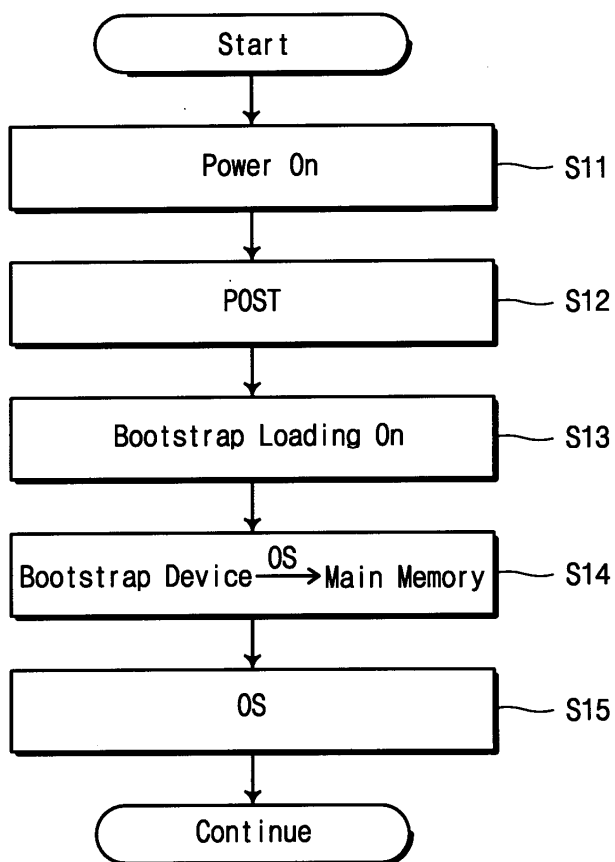 Start
Power On
S11
POST
S12
Bootstrap Loading On
S13
OS
Bootstrap Device → Main Memory
S14
OS
S15
Continue